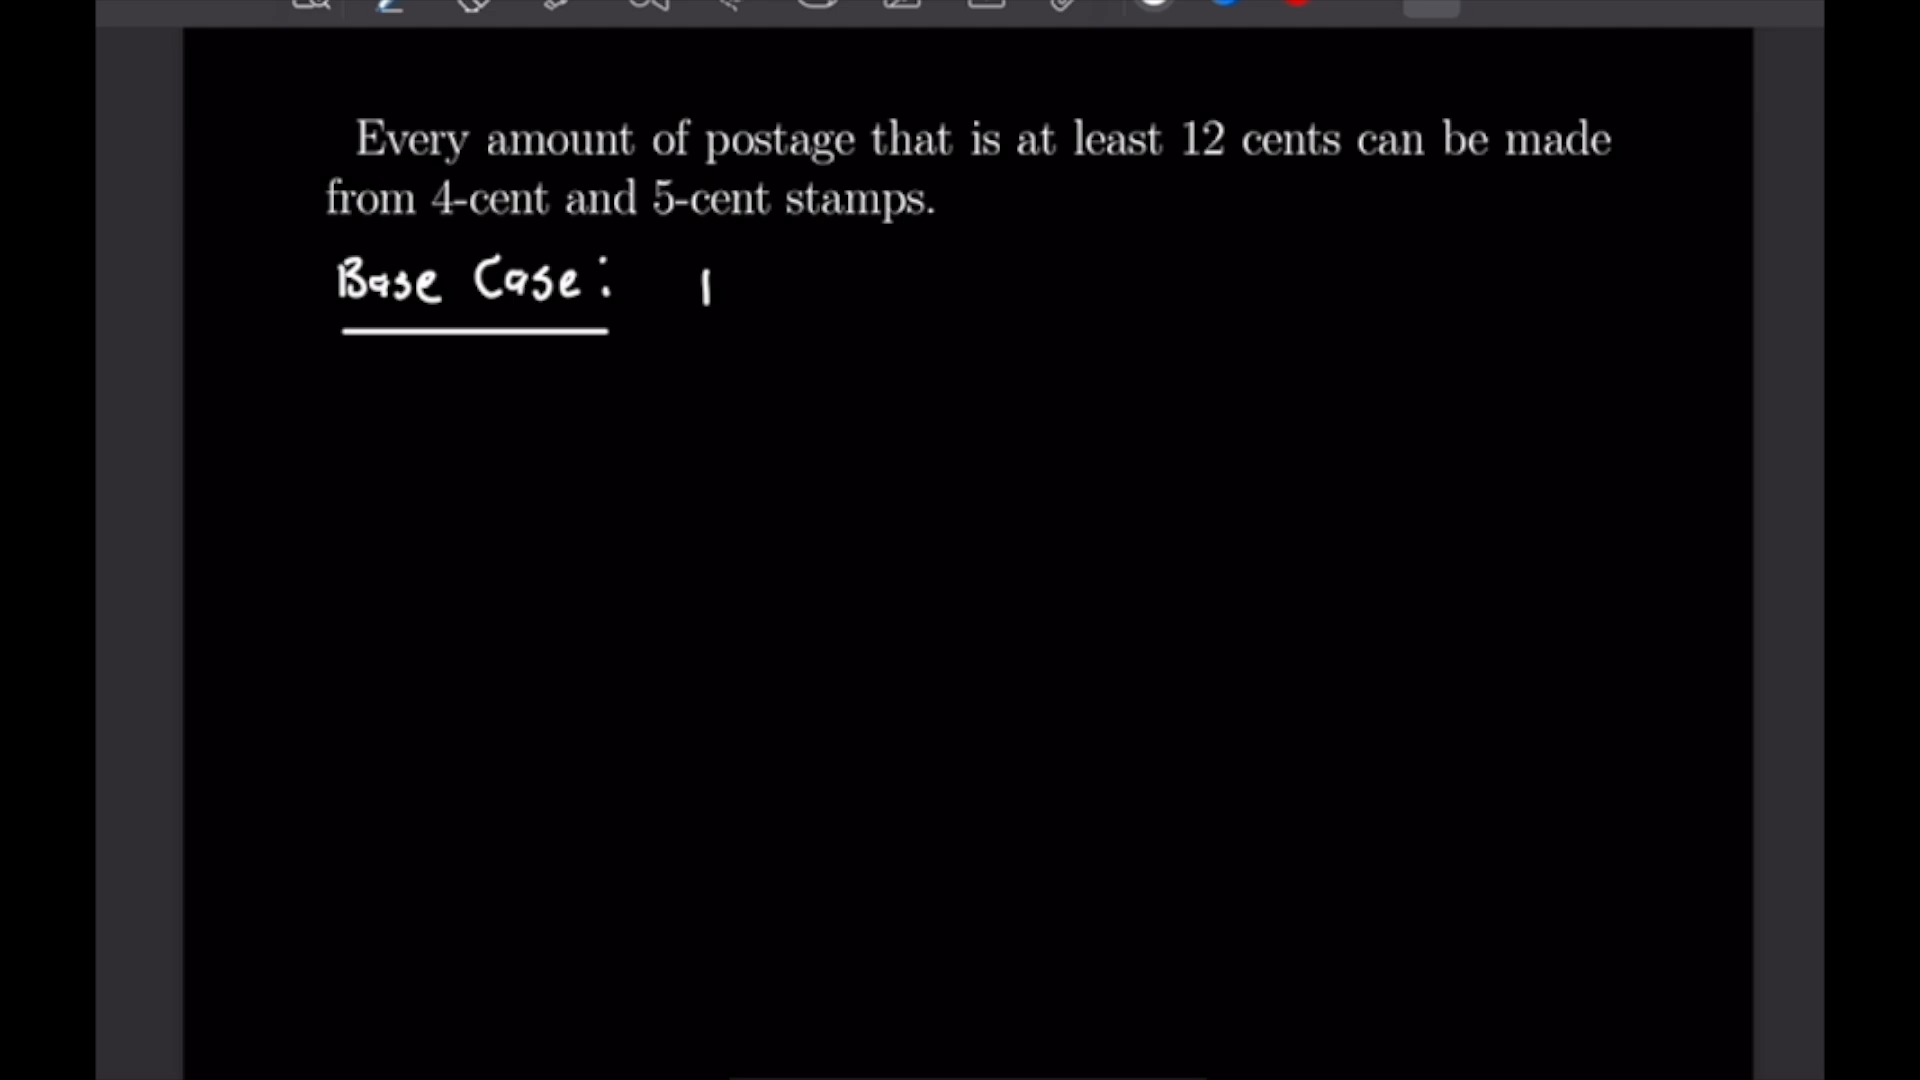 Every amount of postage that is at least 12 cents can be made
from 4-cent and 5-cent stamps.
Base Case: 1